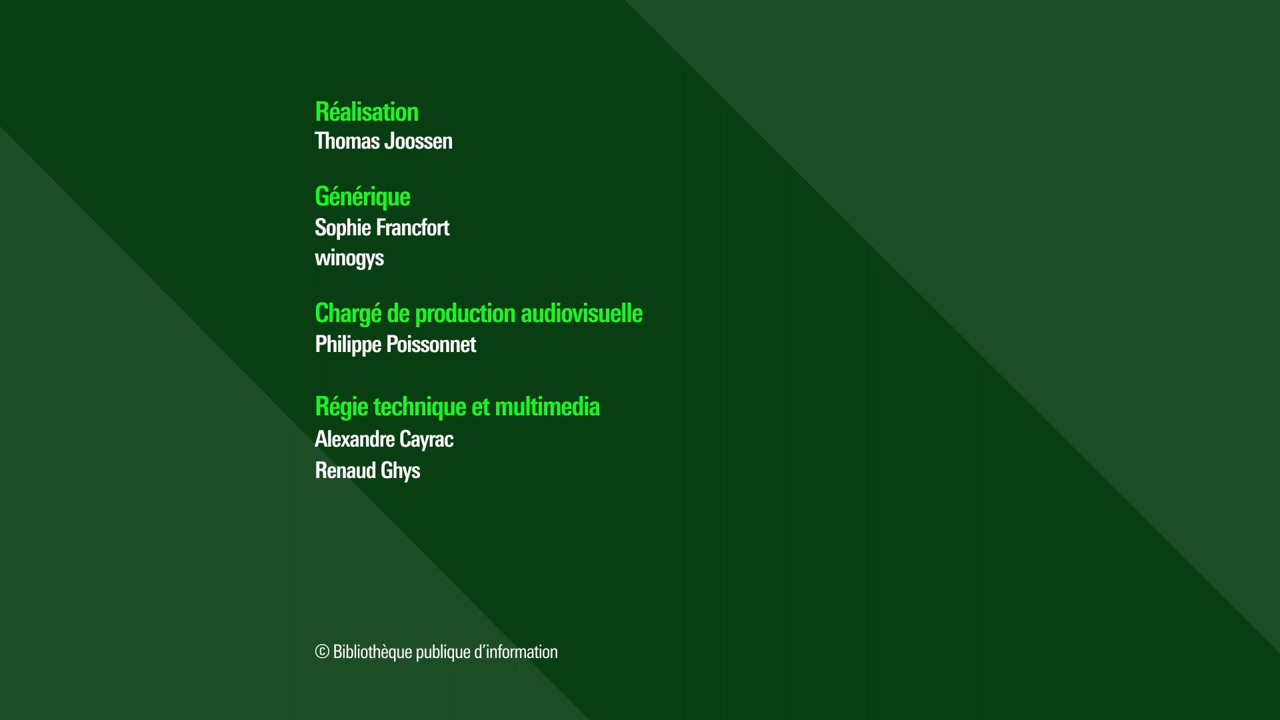 Réalisation
Thomas Joossen
Générique
Sophie Francfort
winogys
Chargé de production audiovisuelle
Philippe Poissonnet
Régie technique et multimedia
Alexandre Cayrac
Renaud Ghys
© Bibliothèque publique d’information